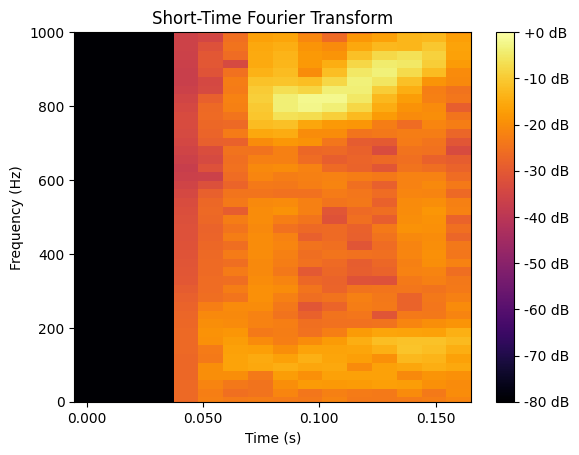 Short-Time Fourier Transform
1000
800
600
400
200
0
Frequency (Hz)
0.000
0.050
0.100
0.150
Time (s)
+0 dB
-10 dB
-20 dB
-30 dB
-40 dB
-50 dB
-60 dB
-70 dB
-80 dB